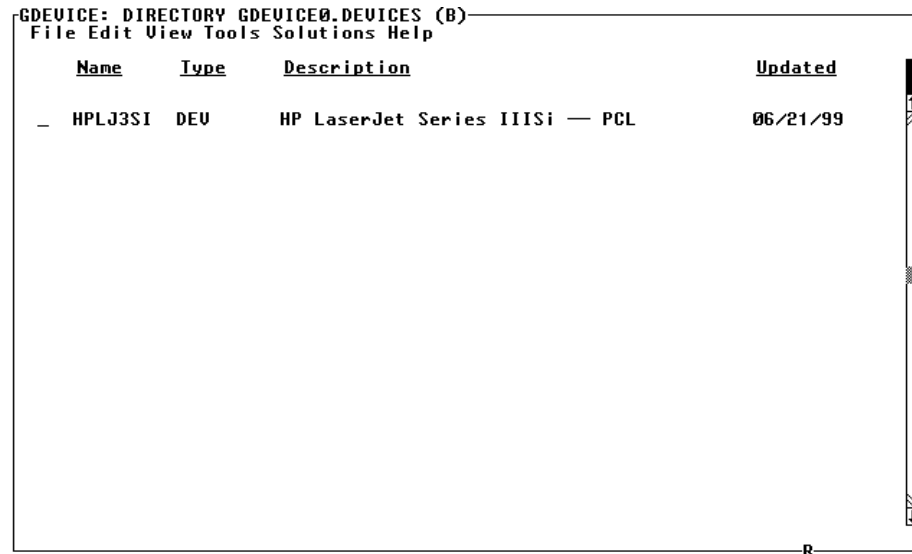 GDEVICE: DIRECTORY GDEVICE0.DEVICES (B)
File Edit View Tools Solutions Help
Name Type Description Updated
_ HPLJ3SI DEV HP LaserJet Series IIISi — PCL 06/21/99
R